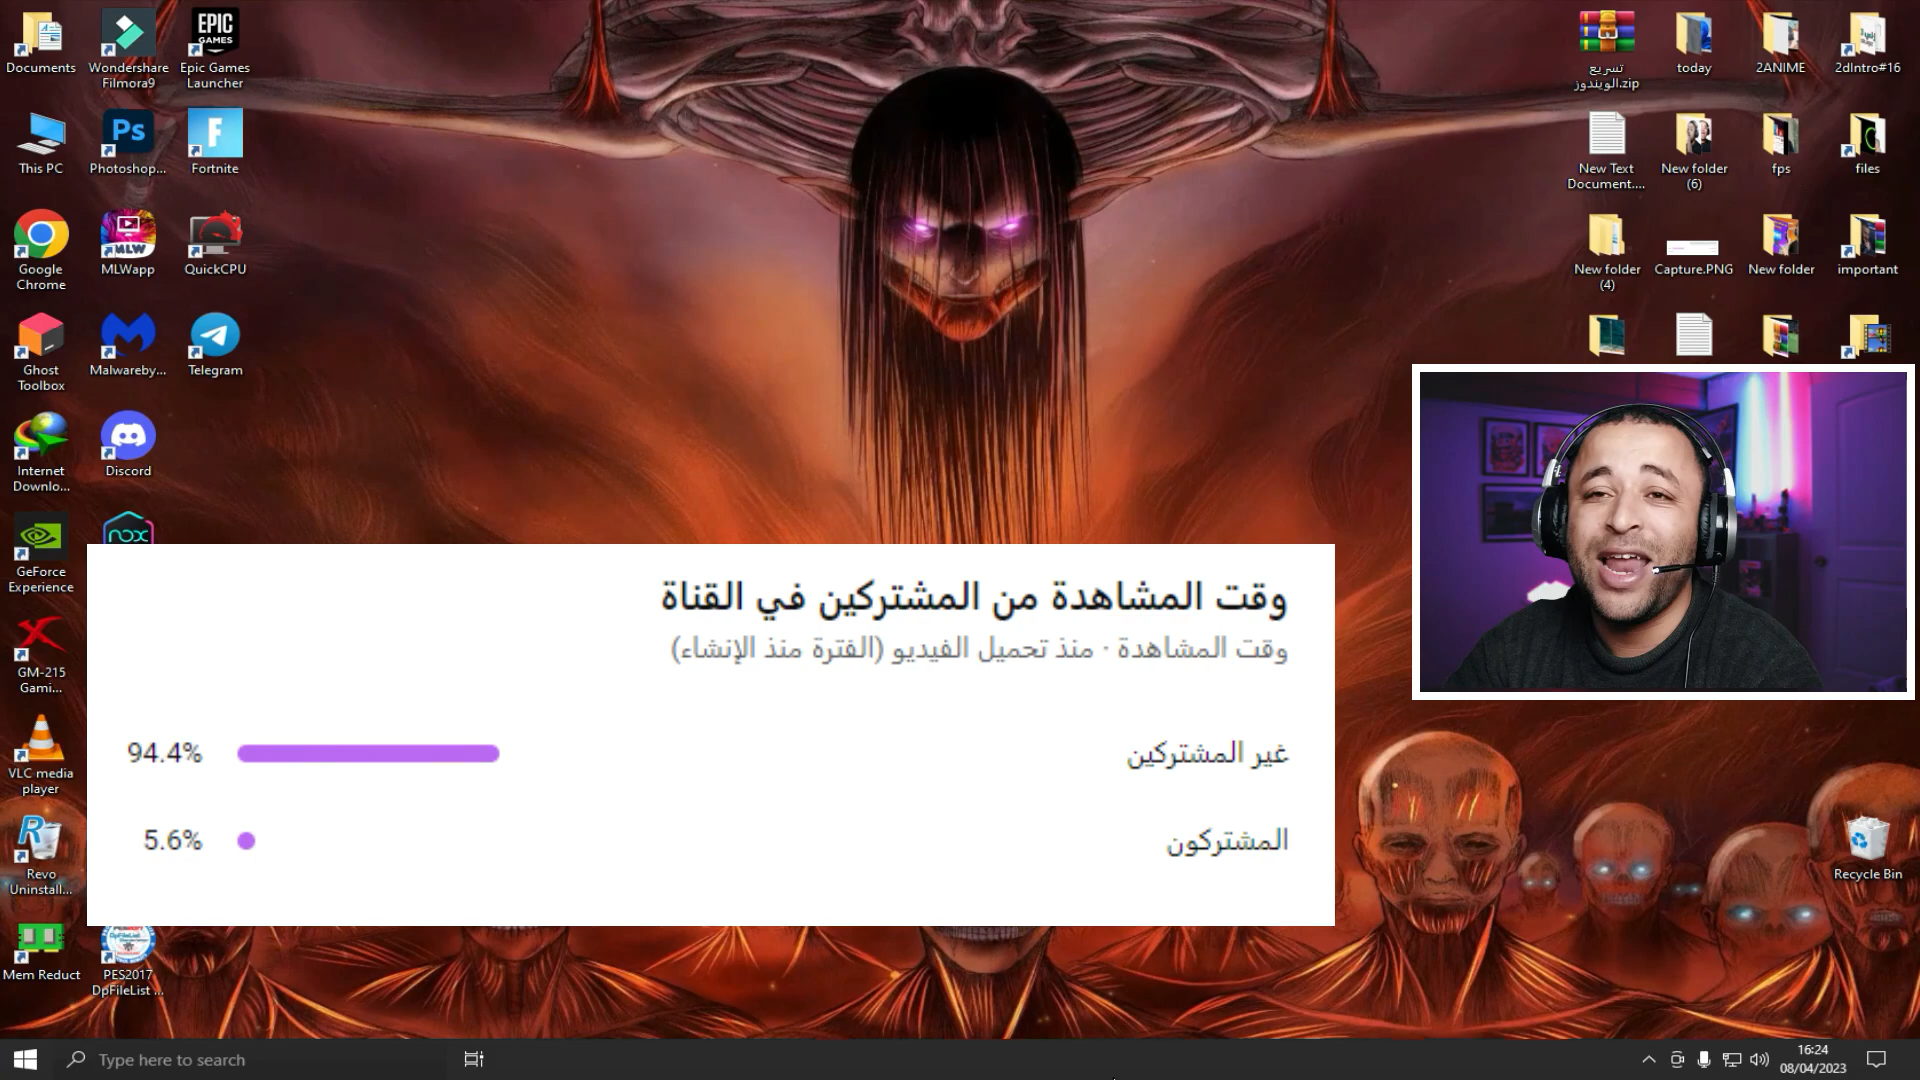 Documents
Wondershare
Filmora9
EPIC
GAMES
Epic Games
Launcher
تسريع
الويندوز.zip
today
2ANIME
2dIntro#16
This PC
Ps
Photoshop...
F
Fortnite
New Text
Document....
New folder
(6)
fps
files
Google
Chrome
MLW
MLWapp
QuickCPU
New folder
(4)
Capture.PNG
New folder
important
Ghost
Toolbox
Malwareby...
Telegram
Internet
Downlo...
Discord
nox
GeForce
Experience
GM-215
Gami...
VLC media
player
Revo
Uninstall...
Mem Reduct
PES2017
DpFileList ...
وقت المشاهدة من المشتركين في القناة
وقت المشاهدة · منذ تحميل الفيديو (الفترة منذ الإنشاء)
غير المشتركين
94.4%
المشتركون
5.6%
Recycle Bin
Type here to search
16:24
08/04/2023